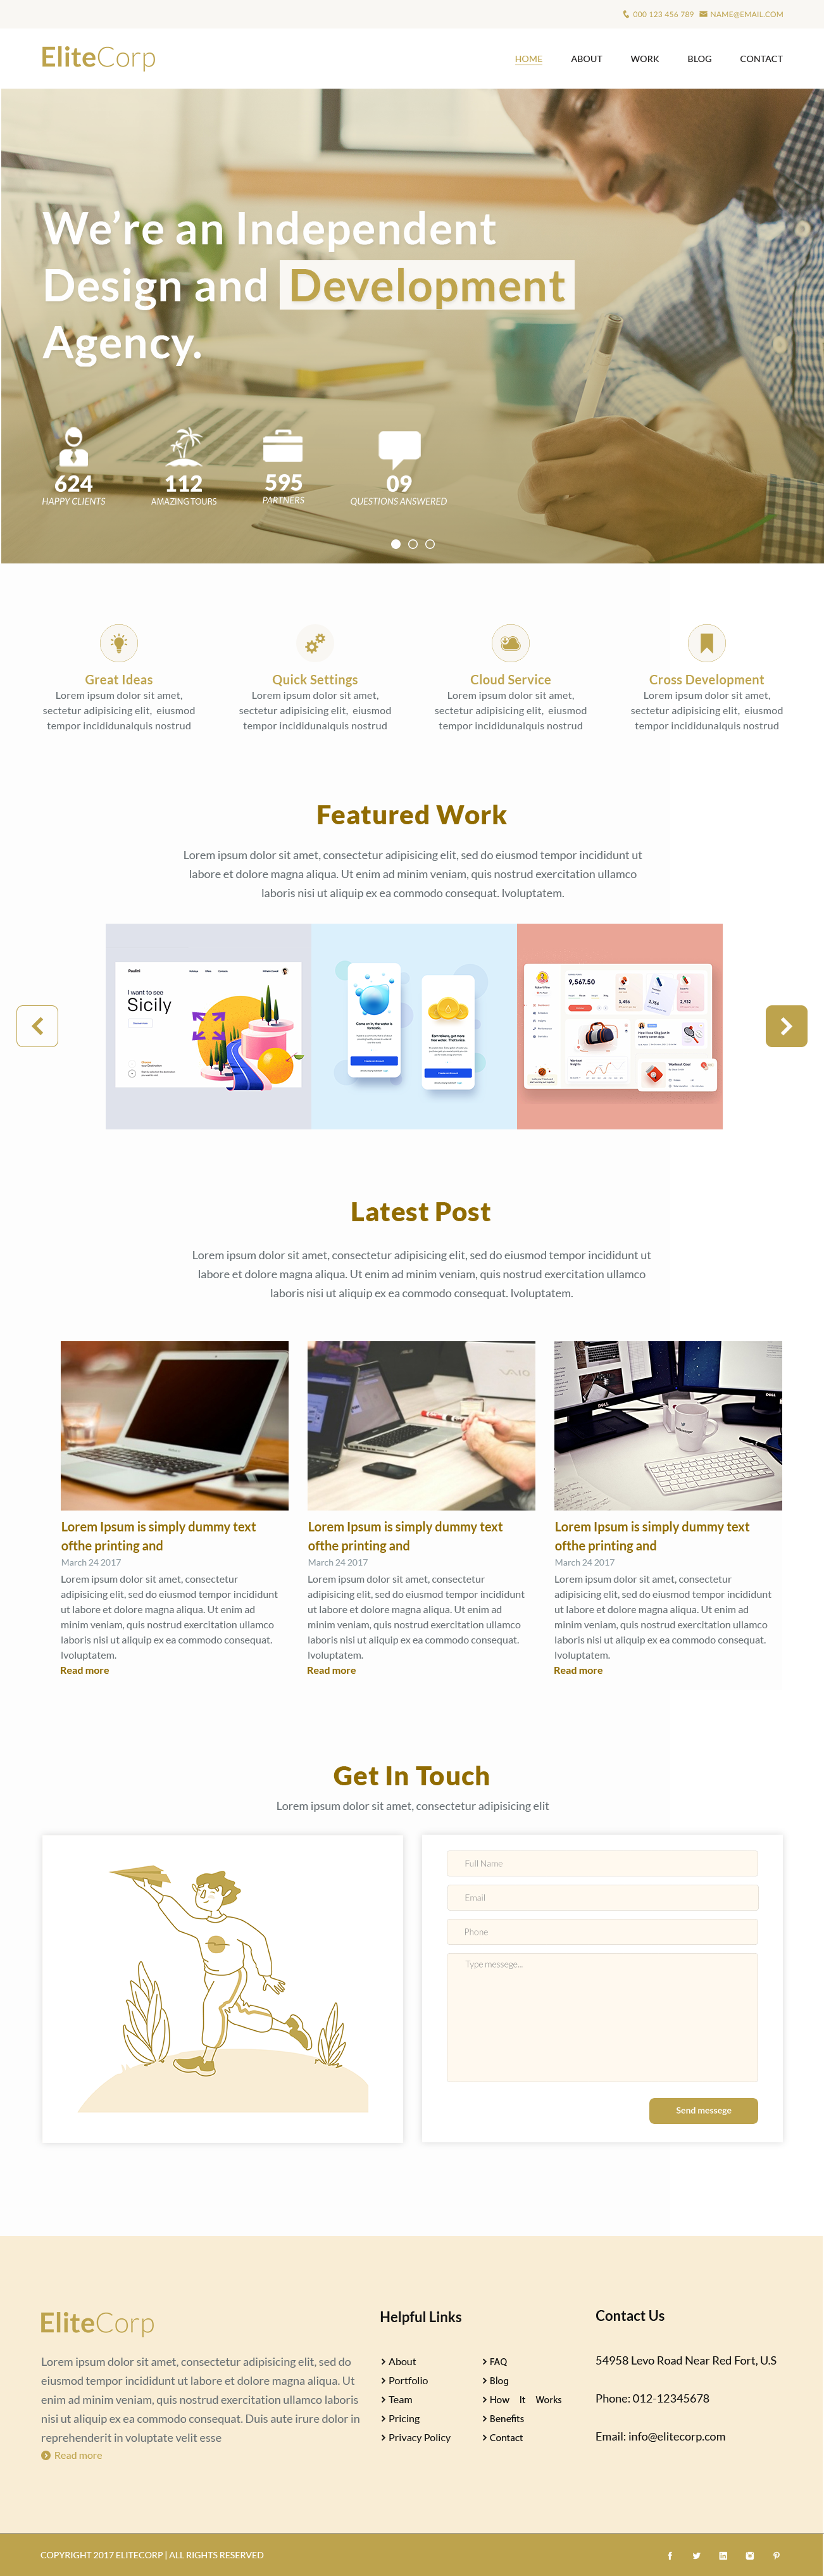 000 123 456 789 NAME@EMAIL.COM
EliteCorp
HOME ABOUT WORK BLOG CONTACT
We're an Independent
Design and Development
Agency.
624 112 595 09
HAPPY CLIENTS AMAZING TOURS PARTNERS QUESTIONS ANSWERED
Great Ideas
Lorem ipsum dolor sit amet,
sectetur adipisicing elit, eiusmod
tempor incididunalquis nostrud
Quick Settings
Lorem ipsum dolor sit amet,
sectetur adipisicing elit, eiusmod
tempor incididunalquis nostrud
Cloud Service
Lorem ipsum dolor sit amet,
sectetur adipisicing elit, eiusmod
tempor incididunalquis nostrud
Cross Development
Lorem ipsum dolor sit amet,
sectetur adipisicing elit, eiusmod
tempor incididunalquis nostrud
Featured Work
Lorem ipsum dolor sit amet, consectetur adipisicing elit, sed do eiusmod tempor incididunt ut
labore et dolore magna aliqua. Ut enim ad minim veniam, quis nostrud exercitation ullamco
laboris nisi ut aliquip ex ea commodo consequat. lvoluptatem.
I want to see
Sicily
9,567.50
Latest Post
Lorem ipsum dolor sit amet, consectetur adipisicing elit, sed do eiusmod tempor incididunt ut
labore et dolore magna aliqua. Ut enim ad minim veniam, quis nostrud exercitation ullamco
laboris nisi ut aliquip ex ea commodo consequat. lvoluptatem.
VAIO
DELL
DELL
Lorem Ipsum is simply dummy text
ofthe printing and
March 24 2017
Lorem ipsum dolor sit amet, consectetur
adipisicing elit, sed do eiusmod tempor incididunt
ut labore et dolore magna aliqua. Ut enim ad
minim veniam, quis nostrud exercitation ullamco
laboris nisi ut aliquip ex ea commodo consequat.
lvoluptatem.
Read more
Lorem Ipsum is simply dummy text
ofthe printing and
March 24 2017
Lorem ipsum dolor sit amet, consectetur
adipisicing elit, sed do eiusmod tempor incididunt
ut labore et dolore magna aliqua. Ut enim ad
minim veniam, quis nostrud exercitation ullamco
laboris nisi ut aliquip ex ea commodo consequat.
lvoluptatem.
Read more
Lorem Ipsum is simply dummy text
ofthe printing and
March 24 2017
Lorem ipsum dolor sit amet, consectetur
adipisicing elit, sed do eiusmod tempor incididunt
ut labore et dolore magna aliqua. Ut enim ad
minim veniam, quis nostrud exercitation ullamco
laboris nisi ut aliquip ex ea commodo consequat.
lvoluptatem.
Read more
Get In Touch
Lorem ipsum dolor sit amet, consectetur adipisicing elit
Full Name
Email
Phone
Type messege...
Send messege
EliteCorp
Lorem ipsum dolor sit amet, consectetur adipisicing elit, sed do
eiusmod tempor incididunt ut labore et dolore magna aliqua. Ut
enim ad minim veniam, quis nostrud exercitation ullamco laboris
nisi ut aliquip ex ea commodo consequat. Duis aute irure dolor in
reprehenderit in voluptate velit esse
Read more
Helpful Links
About
Portfolio
Team
Pricing
Privacy Policy
FAQ
Blog
How It Works
Benefits
Contact
Contact Us
54958 Levo Road Near Red Fort, U.S
Phone: 012-12345678
Email: info@elitecorp.com
COPYRIGHT 2017 ELITECORP | ALL RIGHTS RESERVED